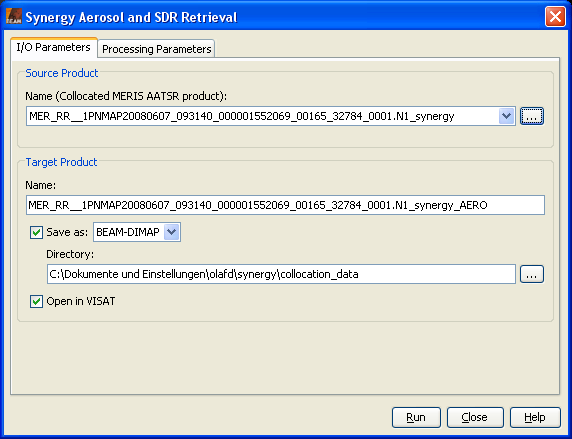 BEAM Synergy Aerosol and SDR Retrieval
I/O Parameters Processing Parameters
Source Product
Name (Collocated MERIS AATSR product):
MER_RR__1PNMAP20080607_093140_000001552069_00165_32784_0001.N1_synergy ...
Target Product
Name:
MER_RR__1PNMAP20080607_093140_000001552069_00165_32784_0001.N1_synergy_AERO
Save as: BEAM-DIMAP
Directory:
C:\Dokumente und Einstellungen\olafd\synergy\collocation_data ...
Open in VISAT
Run Close Help